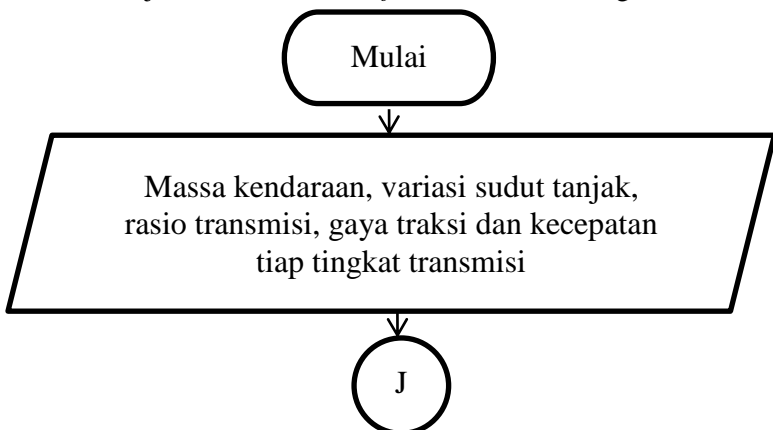 Mulai
Massa kendaraan, variasi sudut tanjak,
rasio transmisi, gaya traksi dan kecepatan
tiap tingkat transmisi
J